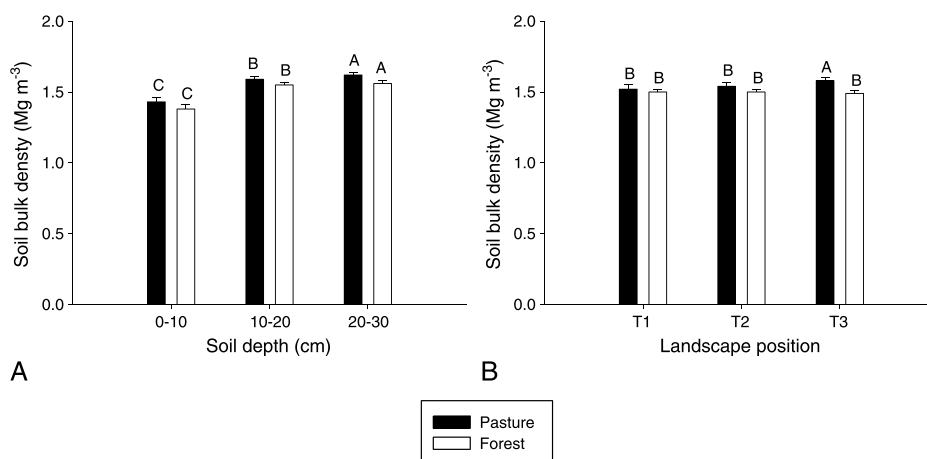 2.0
1.5
1.0
0.5
0.0
Soil bulk densty (Mg m-3)
C C
B B
A A
0-10 10-20 20-30
Soil depth (cm)
A
2.0
1.5
1.0
0.5
0.0
Soil bulk density (Mg m-3)
B B
B B
A B
T1 T2 T3
Landscape position
B
Pasture
Forest